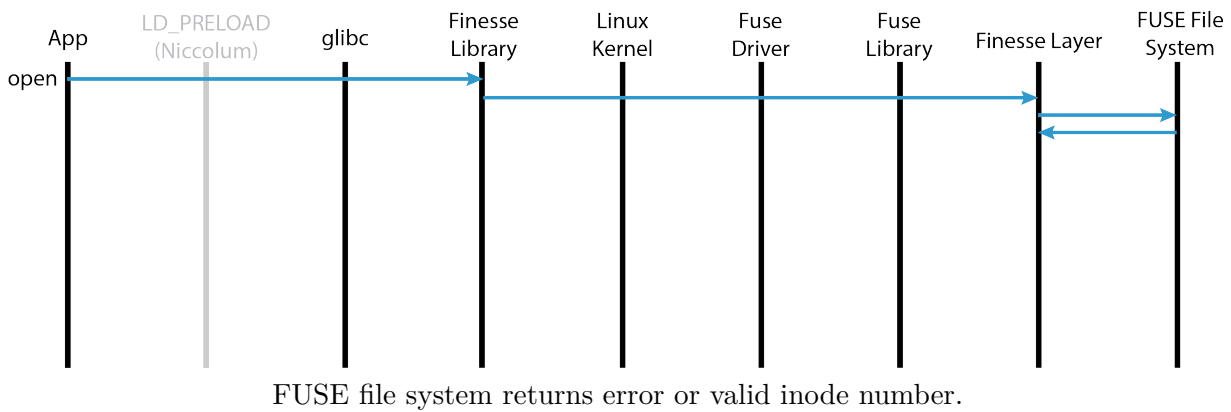 App
LD_PRELOAD
(Niccolum)
glibc
Finesse
Library
Linux
Kernel
Fuse
Driver
Fuse
Library
Finesse Layer
FUSE File
System
open
FUSE file system returns error or valid inode number.